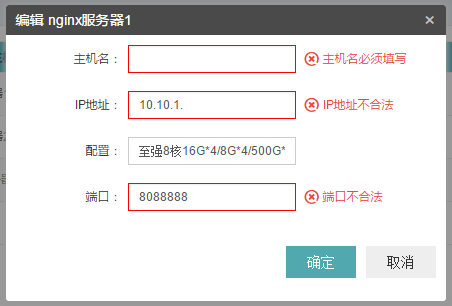 编辑 nginx服务器1 ×
主机名： 主机名必须填写
IP地址： 10.10.1. IP地址不合法
配置： 至强8核16G*4/8G*4/500G*
端口： 8088888 端口不合法
确定 取消